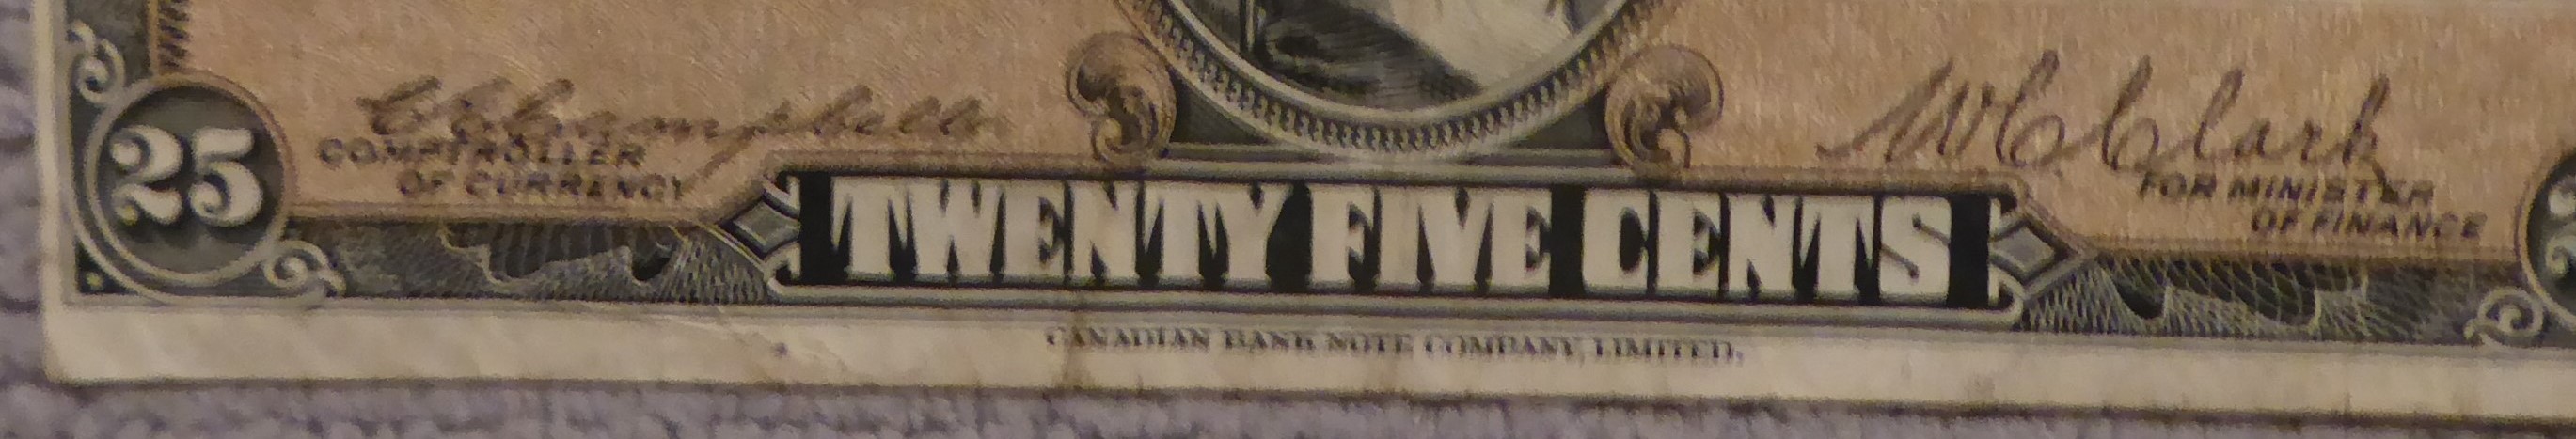 C E Campbell
COMPTROLLER
OF CURRENCY
W C Clark
FOR MINISTER
OF FINANCE
25
TWENTY FIVE CENTS
CANADIAN BANK NOTE COMPANY, LIMITED.